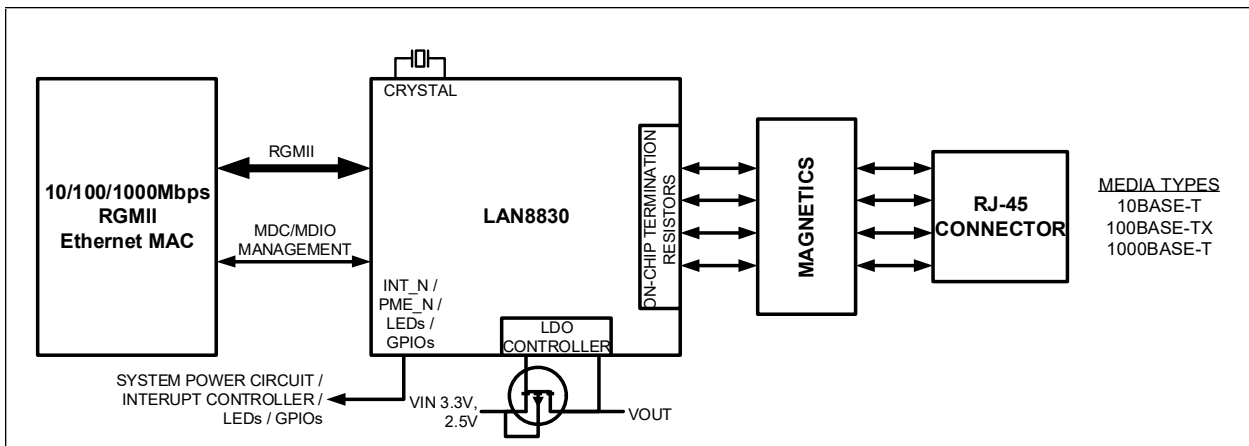 CRYSTAL
RGMII
10/100/1000Mbps
RGMII
Ethernet MAC
MDC/MDIO
MANAGEMENT
LAN8830
ON-CHIP TERMINATION
RESISTORS
MAGNETICS
RJ-45
CONNECTOR
MEDIA TYPES
10BASE-T
100BASE-TX
1000BASE-T
INT_N /
PME_N /
LEDs /
GPIOs
LDO
CONTROLLER
SYSTEM POWER CIRCUIT /
INTERUPT CONTROLLER /
LEDs / GPIOs
VIN 3.3V,
2.5V
VOUT